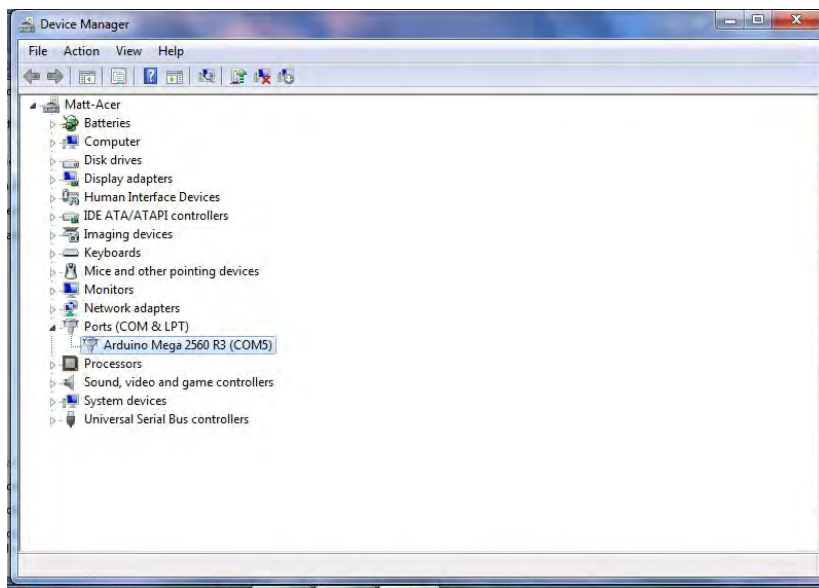 Device Manager
File Action View Help
Matt-Acer
Batteries
Computer
Disk drives
Display adapters
Human Interface Devices
IDE ATA/ATAPI controllers
Imaging devices
Keyboards
Mice and other pointing devices
Monitors
Network adapters
Ports (COM & LPT)
Arduino Mega 2560 R3 (COM5)
Processors
Sound, video and game controllers
System devices
Universal Serial Bus controllers